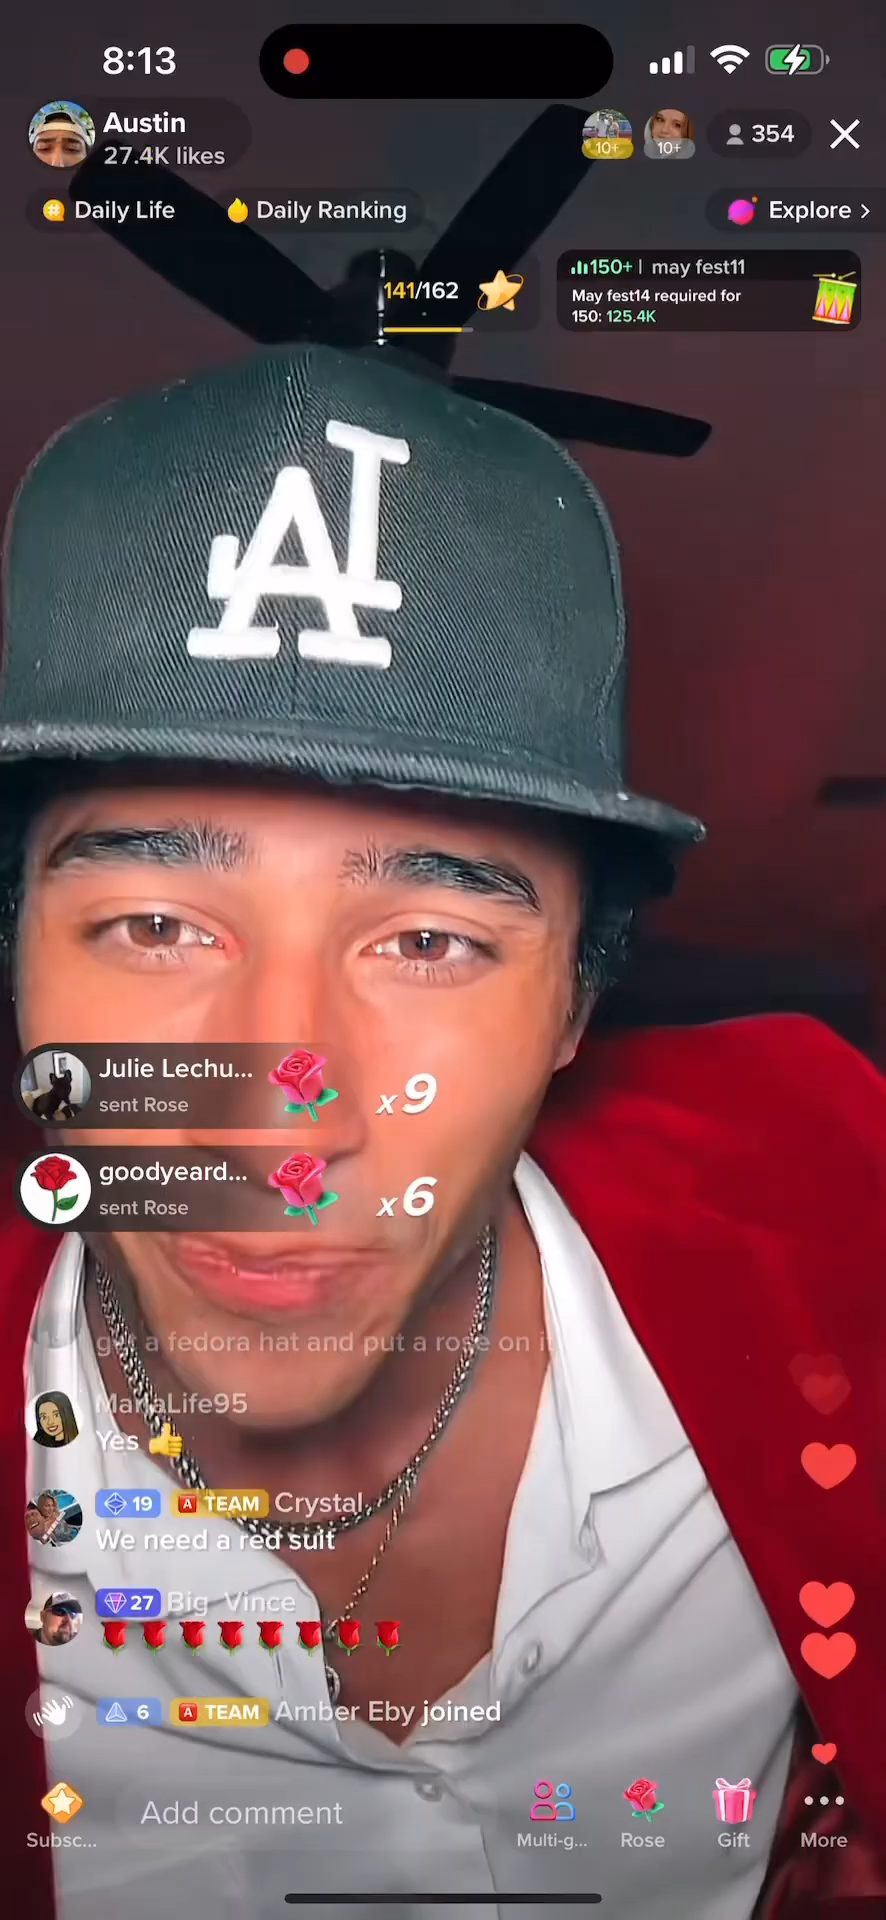 8:13
Austin
27.4K likes
10+
10+
354
Daily Life
Daily Ranking
Explore >
141/162
150+ | may fest11
May fest14 required for
150: 125.4K
LA
Julie Lechu...
sent Rose
x9
goodyeard...
sent Rose
x6
get a fedora hat and put a rose on it
MariaLife95
Yes 👍
19 A TEAM Crystal
We need a red suit
27 Big Vince
🌹🌹🌹🌹🌹🌹🌹🌹
6 A TEAM Amber Eby joined
Subsc...
Add comment
Multi-g...
Rose
Gift
More